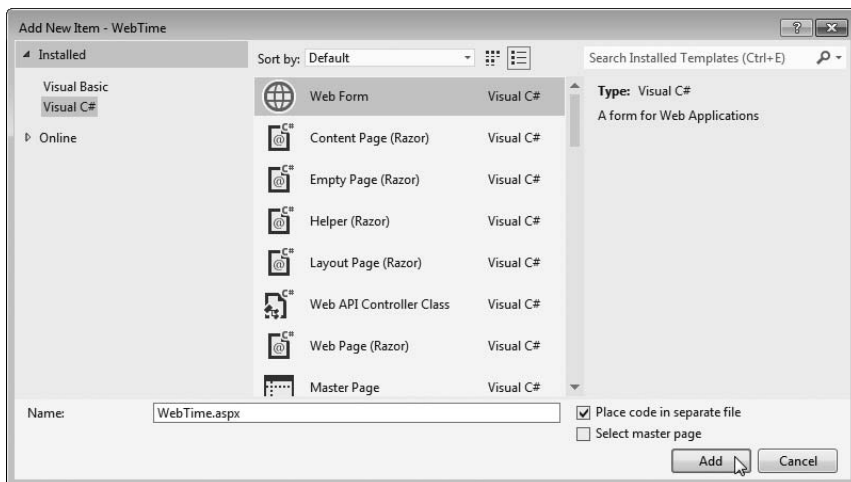 Add New Item - WebTime
Installed
Visual Basic
Visual C#
Online
Sort by: Default
Search Installed Templates (Ctrl+E)
Web Form Visual C#
Content Page (Razor) Visual C#
Empty Page (Razor) Visual C#
Helper (Razor) Visual C#
Layout Page (Razor) Visual C#
Web API Controller Class Visual C#
Web Page (Razor) Visual C#
Master Page Visual C#
Type: Visual C#
A form for Web Applications
Name: WebTime.aspx
Place code in separate file
Select master page
Add Cancel